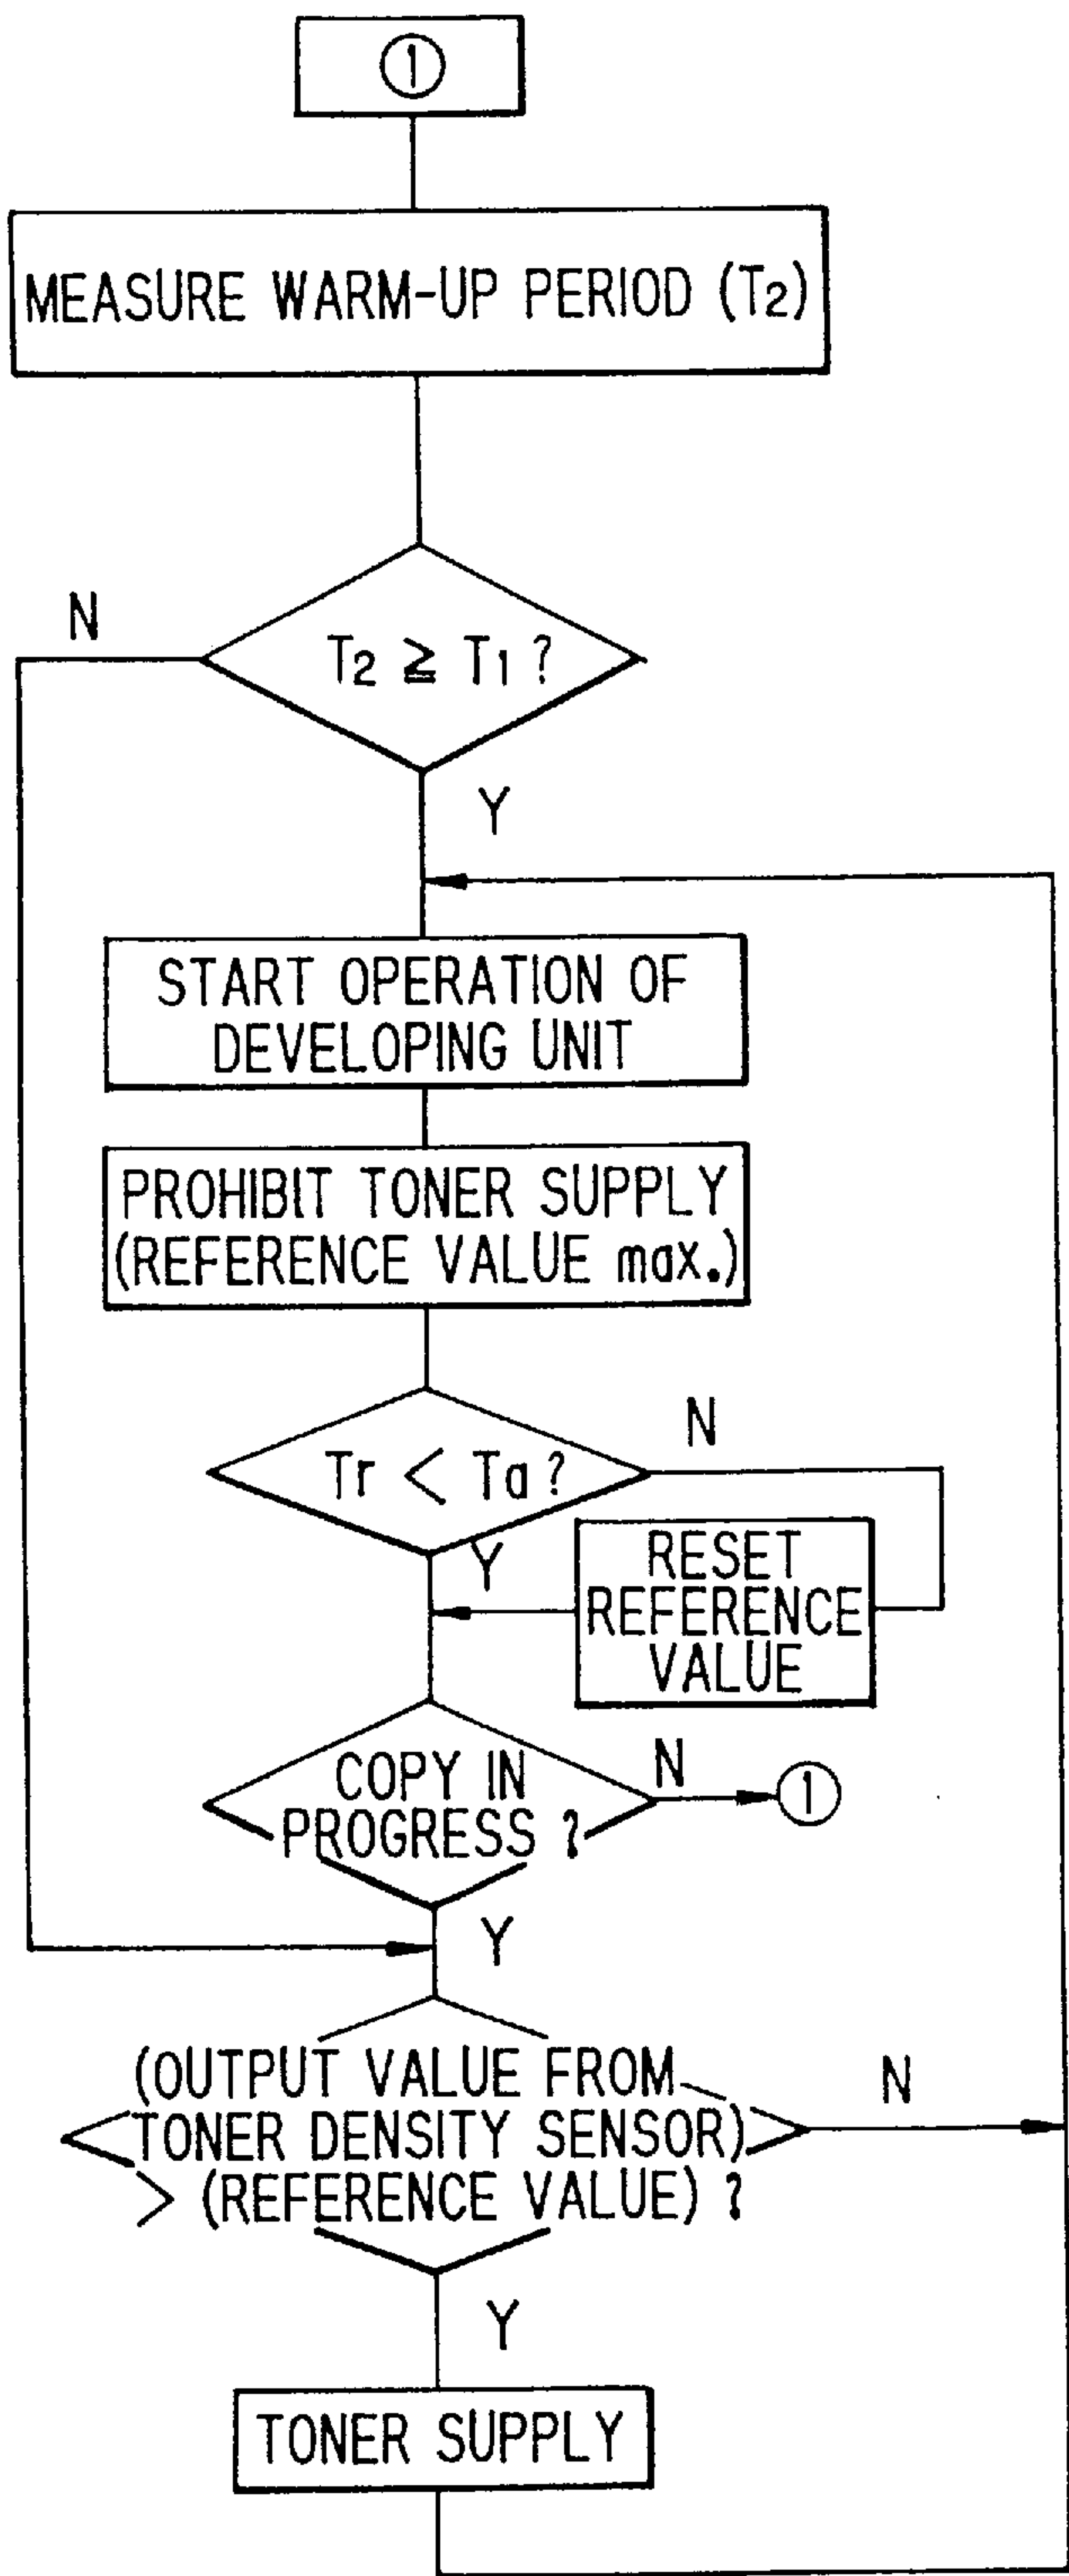 ①
MEASURE WARM-UP PERIOD (T2)
T2 ≧ T1 ?
N
Y
START OPERATION OF
DEVELOPING UNIT
PROHIBIT TONER SUPPLY
(REFERENCE VALUE max.)
Tr < Ta ?
N
Y
RESET
REFERENCE
VALUE
COPY IN
PROGRESS ?
N
①
Y
(OUTPUT VALUE FROM
TONER DENSITY SENSOR)
> (REFERENCE VALUE) ?
N
Y
TONER SUPPLY